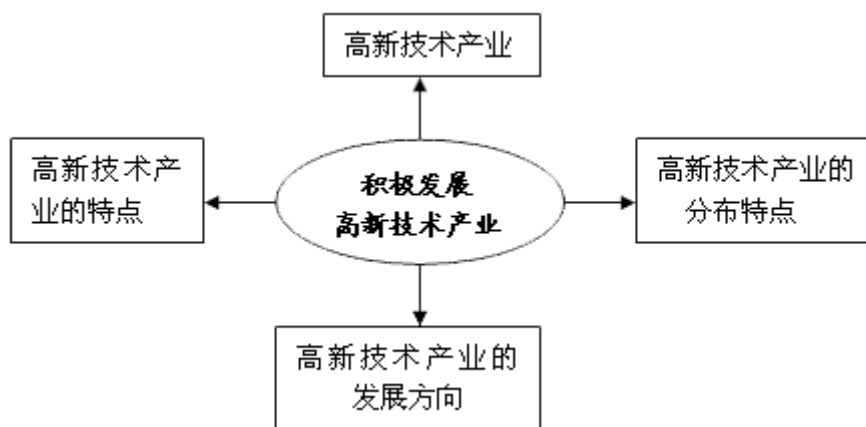 高新技术产业
高新技术产
业的特点
积极发展
高新技术产业
高新技术产业的
分布特点
高新技术产业的
发展方向